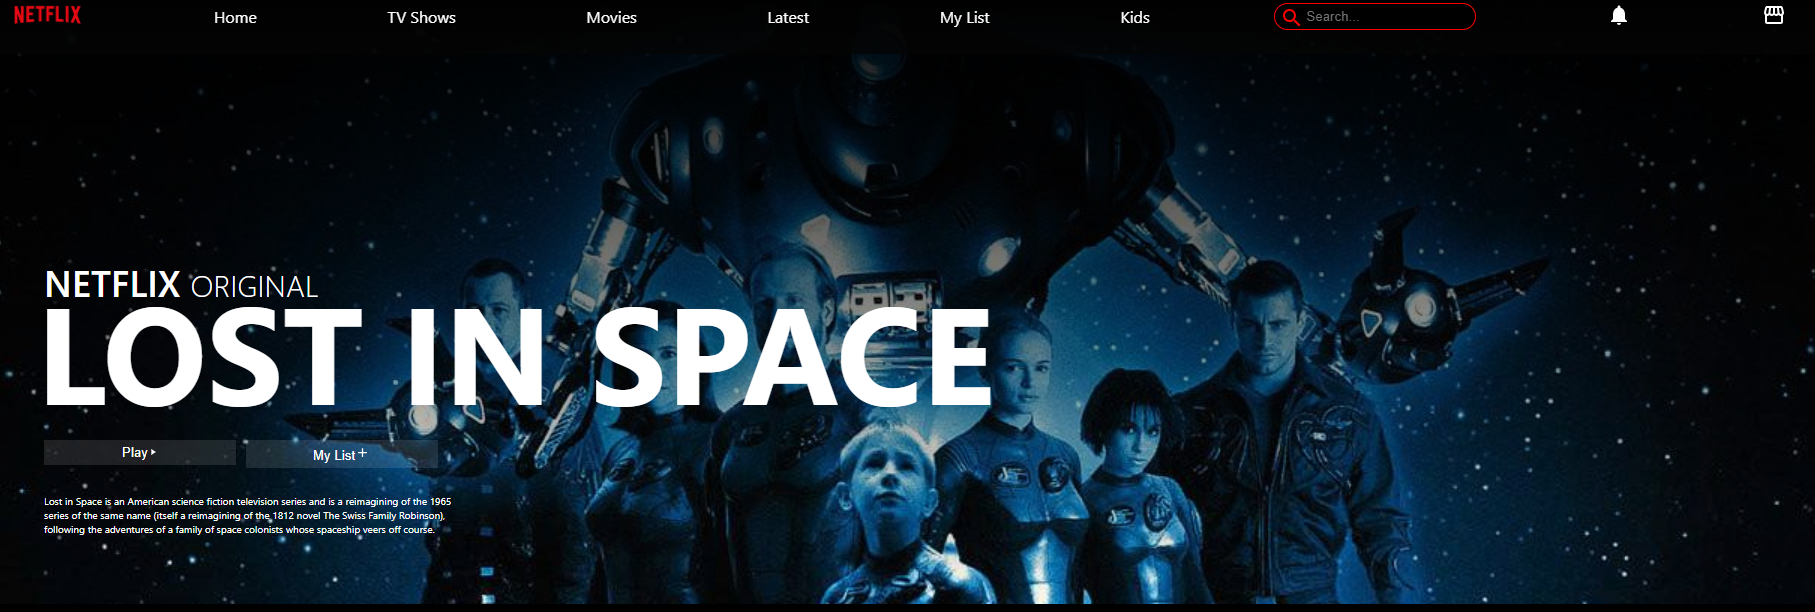 NETFLIX Home TV Shows Movies Latest My List Kids Search...
NETFLIX ORIGINAL
LOST IN SPACE
Play My List+
Lost in Space is an American science fiction television series and is a reimagining of the 1965
series of the same name (itself a reimagining of the 1812 novel The Swiss Family Robinson),
following the adventures of a family of space colonists whose spaceship veers off course.